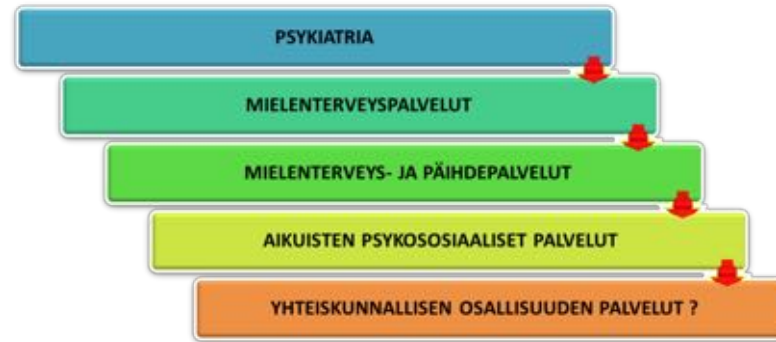 PSYKIATRIA
MIELENTERVEYSPALVELUT
MIELENTERVEYS- JA PÄIHDEPALVELUT
AIKUISTEN PSYKOSOSIAALISET PALVELUT
YHTEISKUNNALLISEN OSALLISUUDEN PALVELUT ?